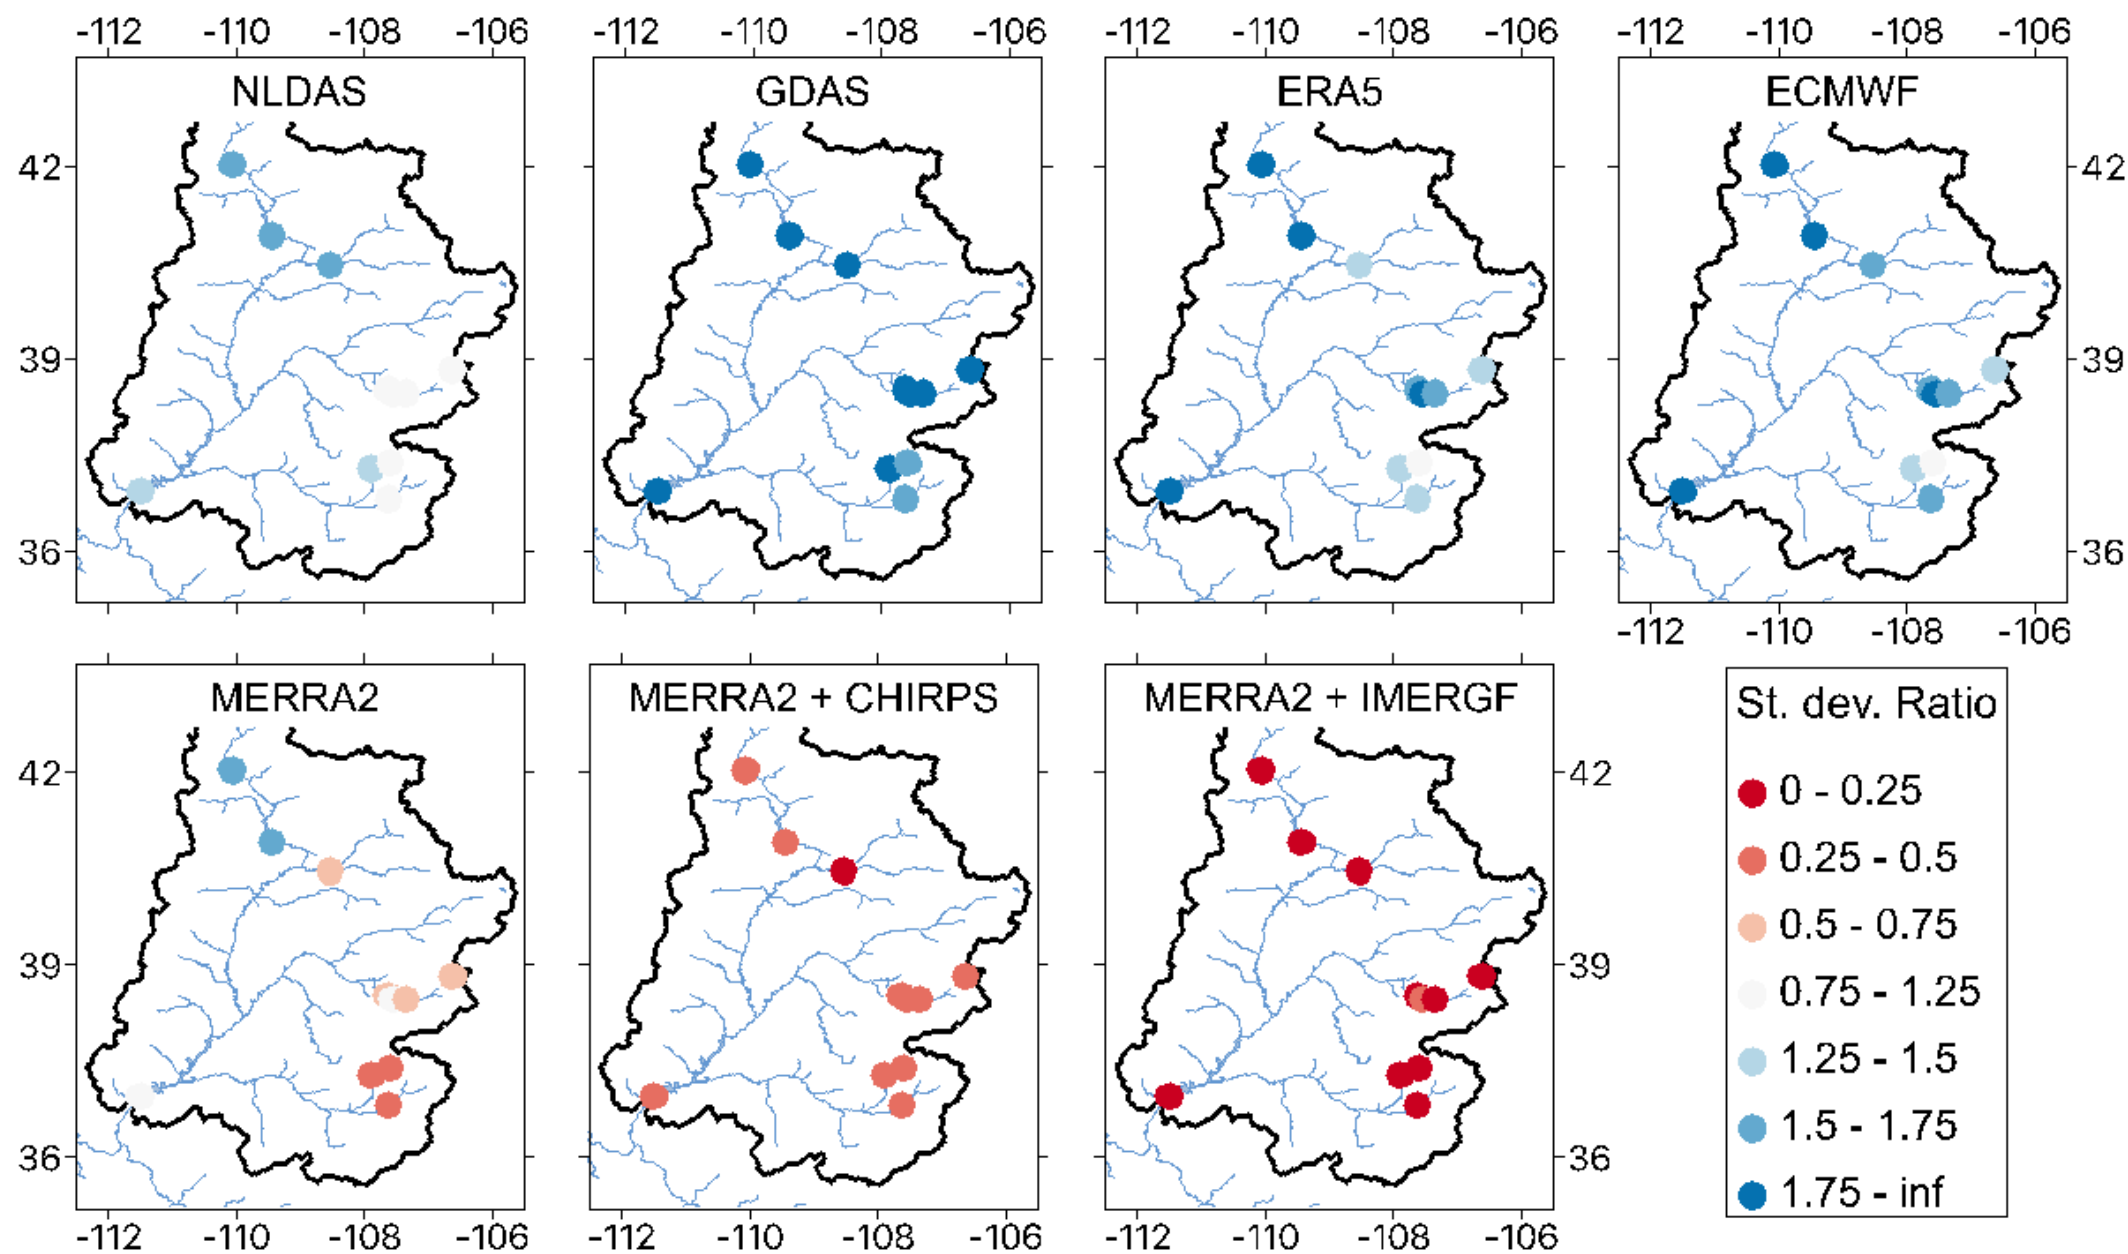 -112 -110 -108 -106 -112 -110 -108 -106 -112 -110 -108 -106 -112 -110 -108 -106
NLDAS GDAS ERA5 ECMWF
42 42
39 39
36 36
-112 -110 -108 -106
MERRA2 MERRA2 + CHIRPS MERRA2 + IMERGF St. dev. Ratio
42 42 0 - 0.25
0.25 - 0.5
0.5 - 0.75
39 39 0.75 - 1.25
1.25 - 1.5
1.5 - 1.75
36 36
1.75 - inf
-112 -110 -108 -106 -112 -110 -108 -106 -112 -110 -108 -106